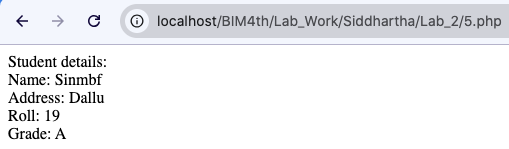 localhost/BIM4th/Lab_Work/Siddhartha/Lab_2/5.php
Student details:
Name: Sinmbf
Address: Dallu
Roll: 19
Grade: A